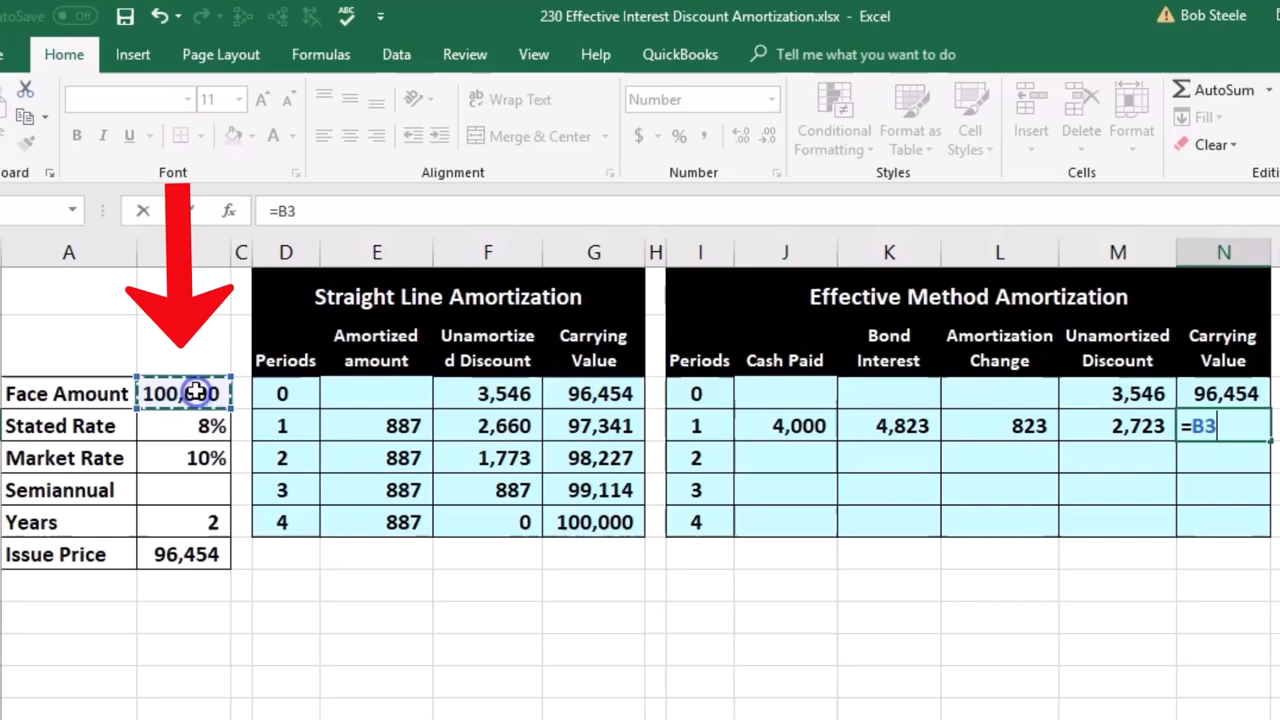 AutoSave Off 230 Effective Interest Discount Amortization.xlsx - Excel Bob Steele
Home Insert Page Layout Formulas Data Review View Help QuickBooks Tell me what you want to do
11 A A Wrap Text Number AutoSum
B I U A Merge & Center $ % , Conditional Formatting Format as Table Cell Styles Insert Delete Format Fill
Clear
oard Font Alignment Number Styles Cells Editi
fx =B3
A C D E F G H I J K L M N
Straight Line Amortization Effective Method Amortization
Amortized Unamortize Carrying Bond Amortization Unamortized Carrying
Periods amount d Discount Value Periods Cash Paid Interest Change Discount Value
Face Amount 0 3,546 96,454 0 3,546 96,454
Stated Rate 8% 1 887 2,660 97,341 1 4,000 4,823 823 2,723 =B3
Market Rate 10% 2 887 1,773 98,227 2
Semiannual 3 887 887 99,114 3
Years 2 4 887 0 100,000 4
Issue Price 96,454